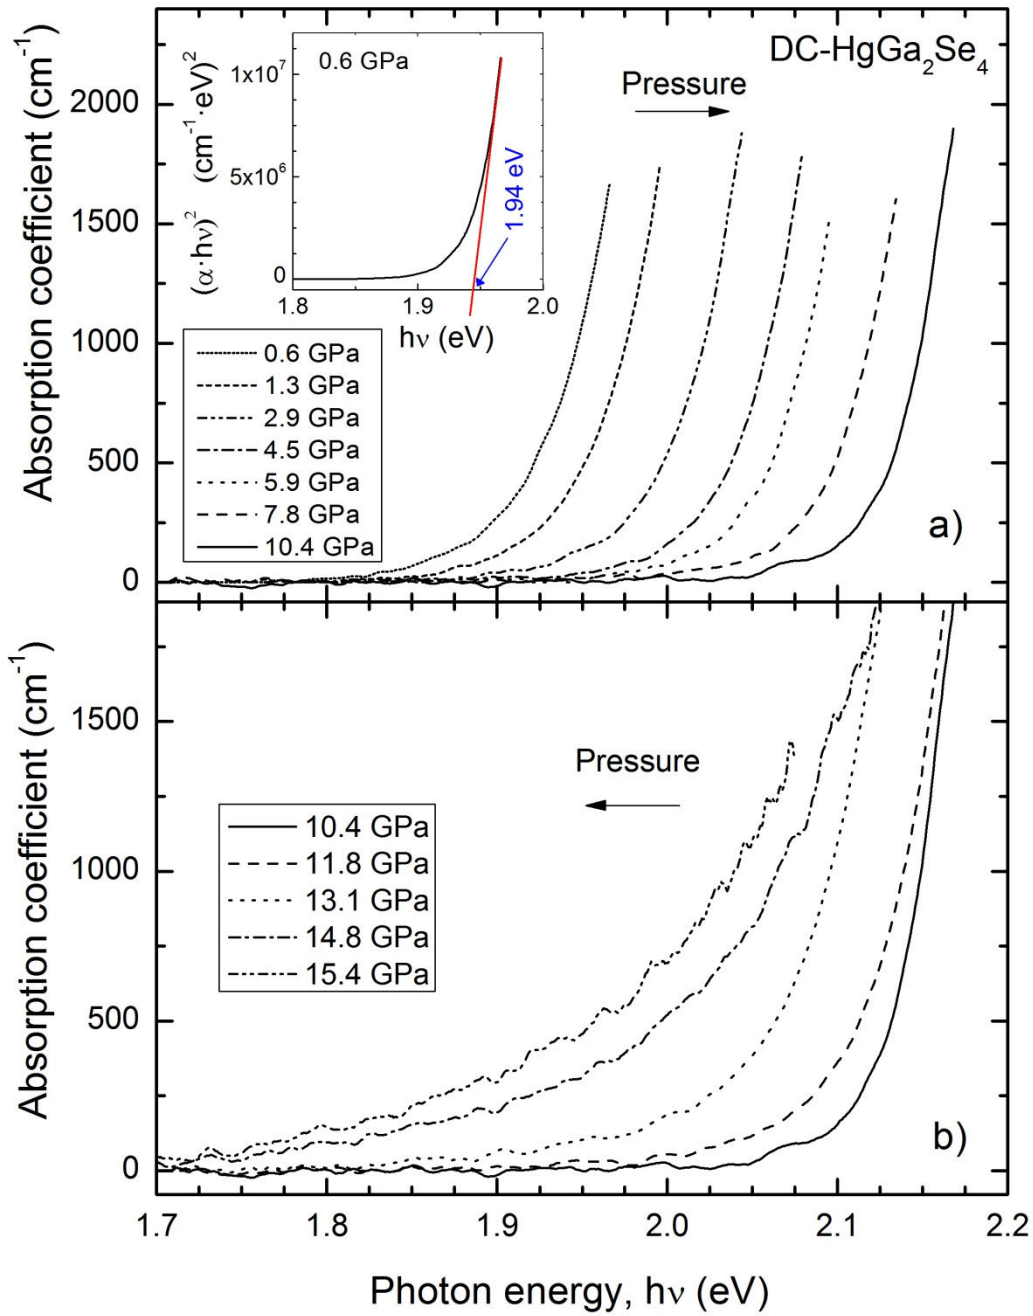 DC-HgGa₂Se₄
Pressure
Absorption coefficient (cm⁻¹)
2000
1500
1000
500
0
0.6 GPa
(α·hν)² (cm⁻¹·eV)²
1x10⁷
5x10⁶
0
1.94 eV
1.8 1.9 2.0
hν (eV)
0.6 GPa
1.3 GPa
2.9 GPa
4.5 GPa
5.9 GPa
7.8 GPa
10.4 GPa
a)
Absorption coefficient (cm⁻¹)
1500
1000
500
0
Pressure
10.4 GPa
11.8 GPa
13.1 GPa
14.8 GPa
15.4 GPa
b)
1.7 1.8 1.9 2.0 2.1 2.2
Photon energy, hν (eV)